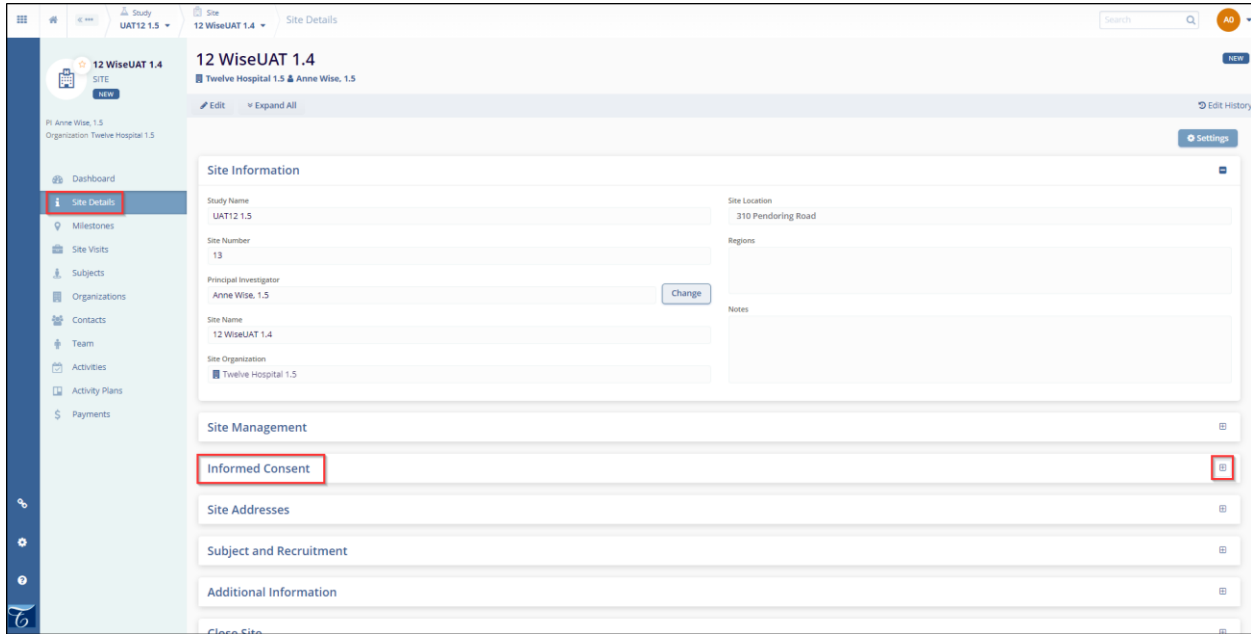 Study
UAT12 1.5
Site
12 WiseUAT 1.4
Site Details
Search
AO
12 WiseUAT 1.4
SITE
NEW
PI Anne Wise, 1.5
Organization Twelve Hospital 1.5
Dashboard
Site Details
Milestones
Site Visits
Subjects
Organizations
Contacts
Team
Activities
Activity Plans
Payments
12 WiseUAT 1.4
NEW
Twelve Hospital 1.5 Anne Wise, 1.5
Edit Expand All Edit History
Settings
Site Information
Study Name
UAT12 1.5
Site Number
13
Principal Investigator
Anne Wise, 1.5
Change
Site Name
12 WiseUAT 1.4
Site Organization
Twelve Hospital 1.5
Site Location
310 Pendoring Road
Regions
Notes
Site Management
Informed Consent
Site Addresses
Subject and Recruitment
Additional Information
Close Site